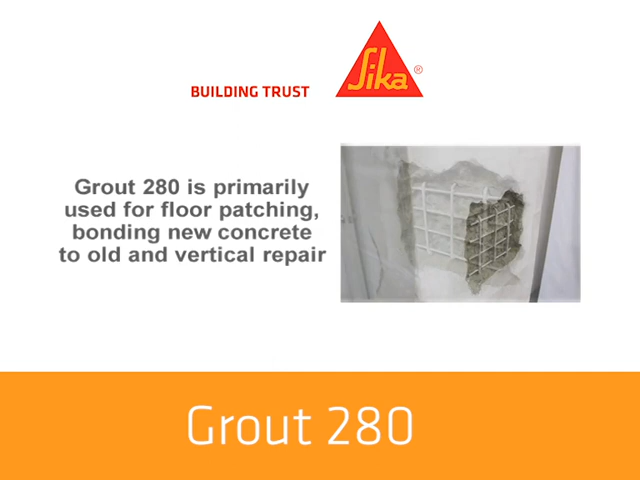 BUILDING TRUST
Sika®
Grout 280 is primarily
used for floor patching,
bonding new concrete
to old and vertical repair
Grout 280